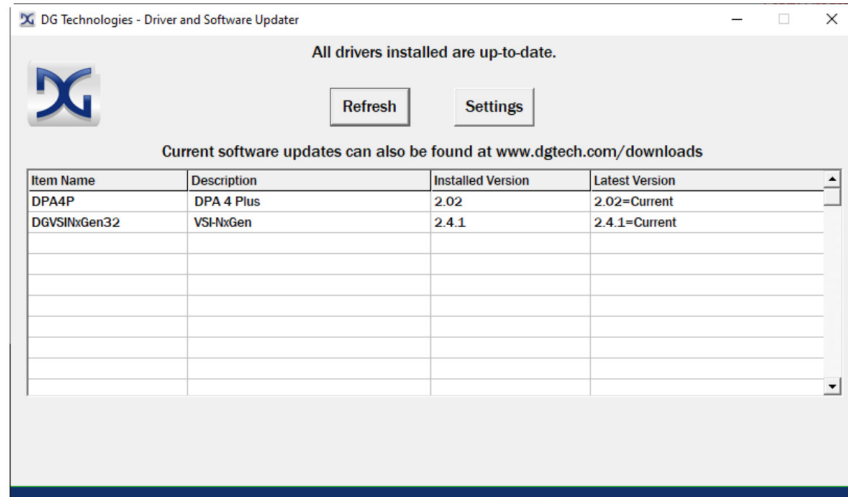 DG Technologies - Driver and Software Updater
All drivers installed are up-to-date.
DG
Refresh Settings
Current software updates can also be found at www.dgtech.com/downloads
Item Name Description Installed Version Latest Version
DPA4P DPA 4 Plus 2.02 2.02=Current
DGVSINxGen32 VSI-NxGen 2.4.1 2.4.1=Current